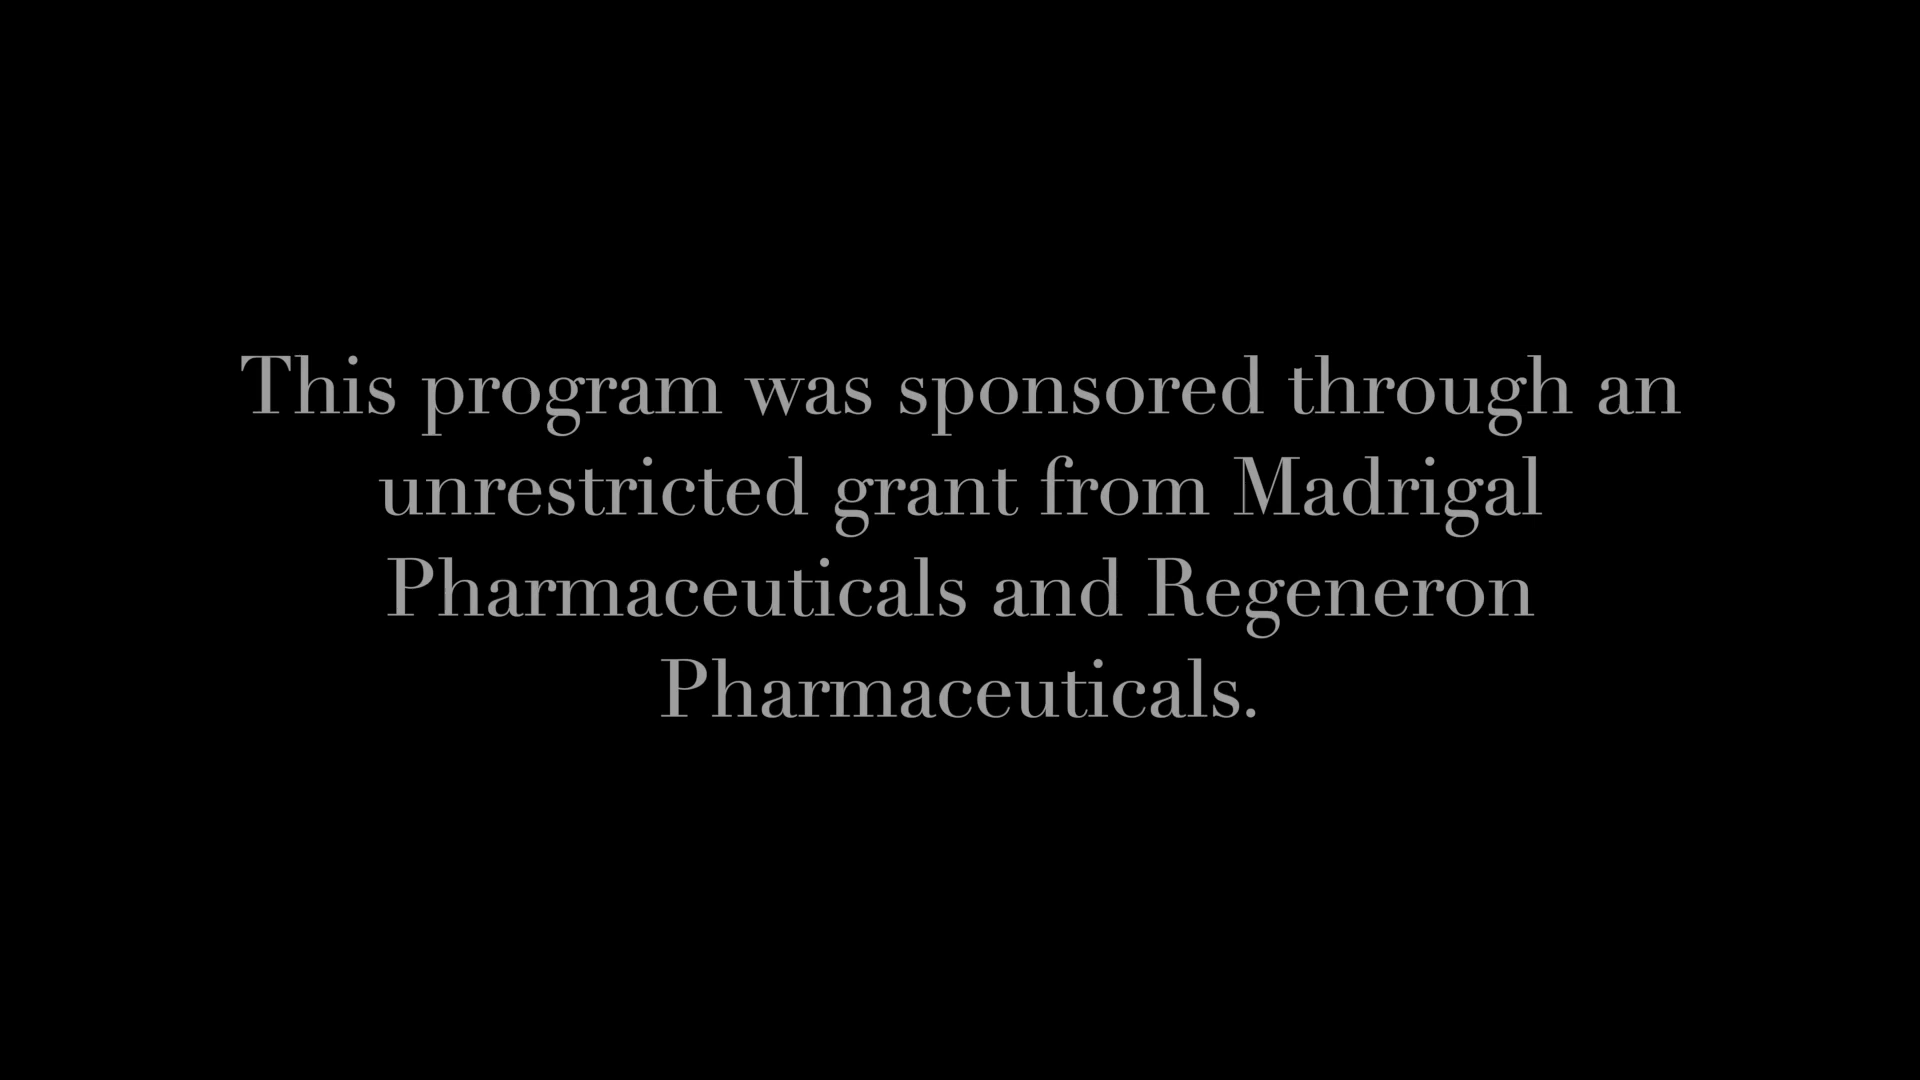 This program was sponsored through an
unrestricted grant from Madrigal
Pharmaceuticals and Regeneron
Pharmaceuticals.